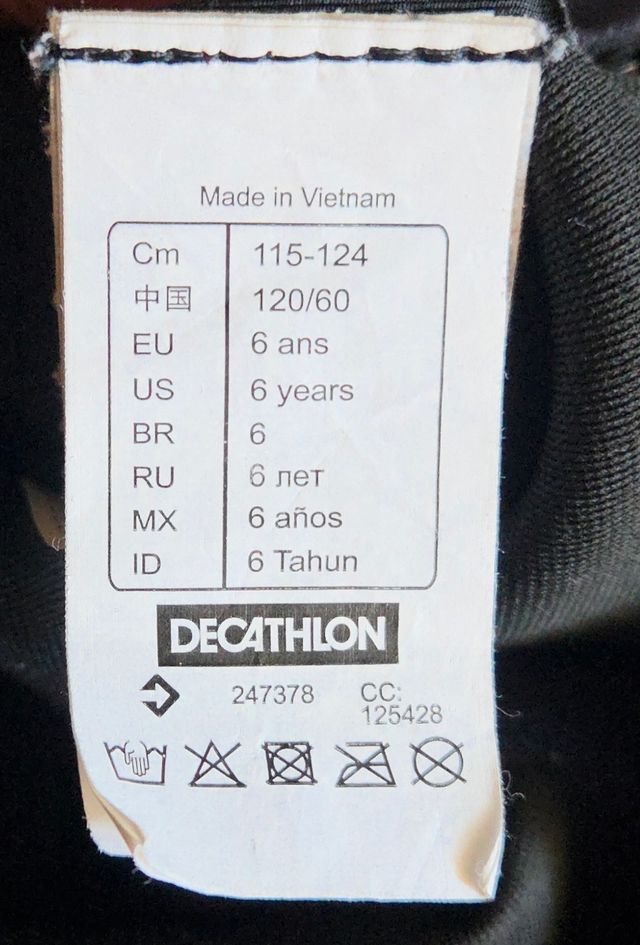 Made in Vietnam
Cm 115-124
中国 120/60
EU 6 ans
US 6 years
BR 6
RU 6 лет
MX 6 años
ID 6 Tahun
DECATHLON
247378 CC:
125428